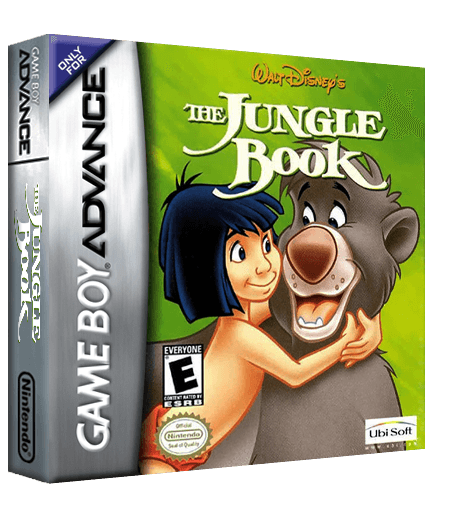 GAME BOY
ADVANCE
THE
JUNGLE
BOOK
Nintendo®
GAME BOY ADVANCE
ONLY
FOR
WALT DISNEY'S
THE JUNGLE
BOOK
EVERYONE
E
CONTENT RATED BY
ESRB
Official
Nintendo
Seal of Quality
Ubi Soft